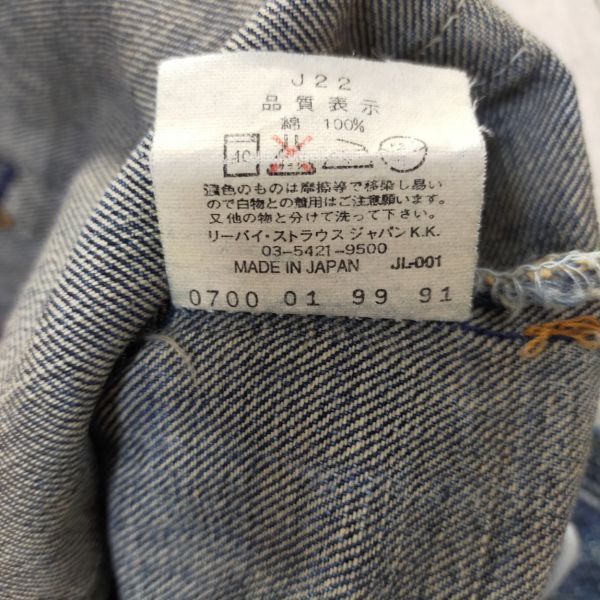 J22
品質表示
綿 100%
40
濃色のものは摩擦等で移染し易い
ので白物との着用はご注意願います。
又他の物と分けて洗って下さい。
リーバイ・ストラウス ジャパン K.K.
03-5421-9500
MADE IN JAPAN JL-001
0700 01 99 91